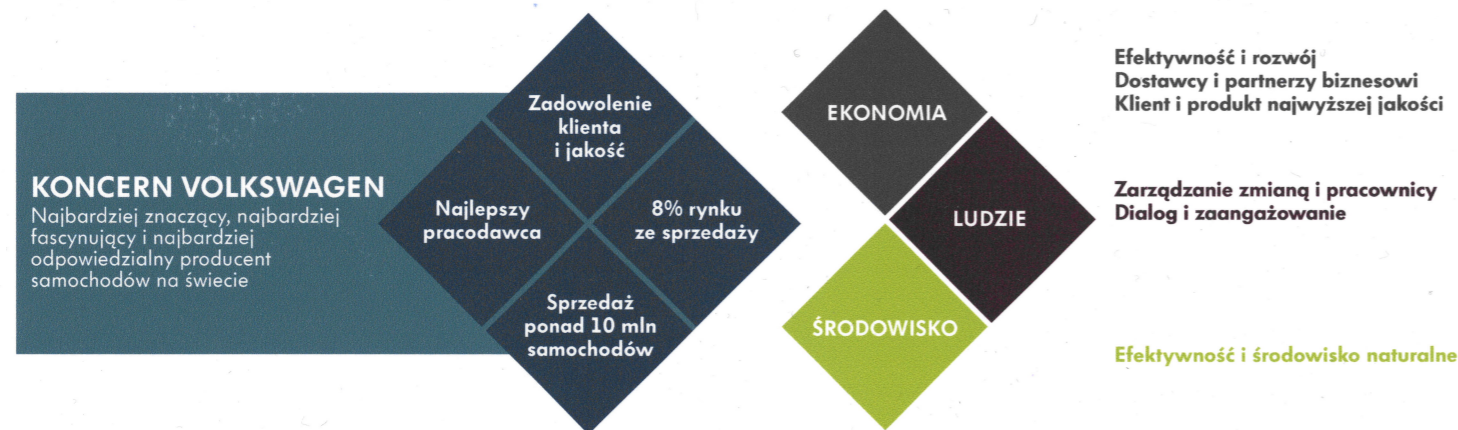 KONCERN VOLKSWAGEN
Najbardziej znaczący, najbardziej
fascynujący i najbardziej
odpowiedzialny producent
samochodów na świecie
Zadowolenie
klienta
i jakość
Najlepszy
pracodawca
8% rynku
ze sprzedaży
Sprzedaż
ponad 10 mln
samochodów
EKONOMIA
LUDZIE
ŚRODOWISKO
Efektywność i rozwój
Dostawcy i partnerzy biznesowi
Klient i produkt najwyższej jakości
Zarządzanie zmianą i pracownicy
Dialog i zaangażowanie
Efektywność i środowisko naturalne